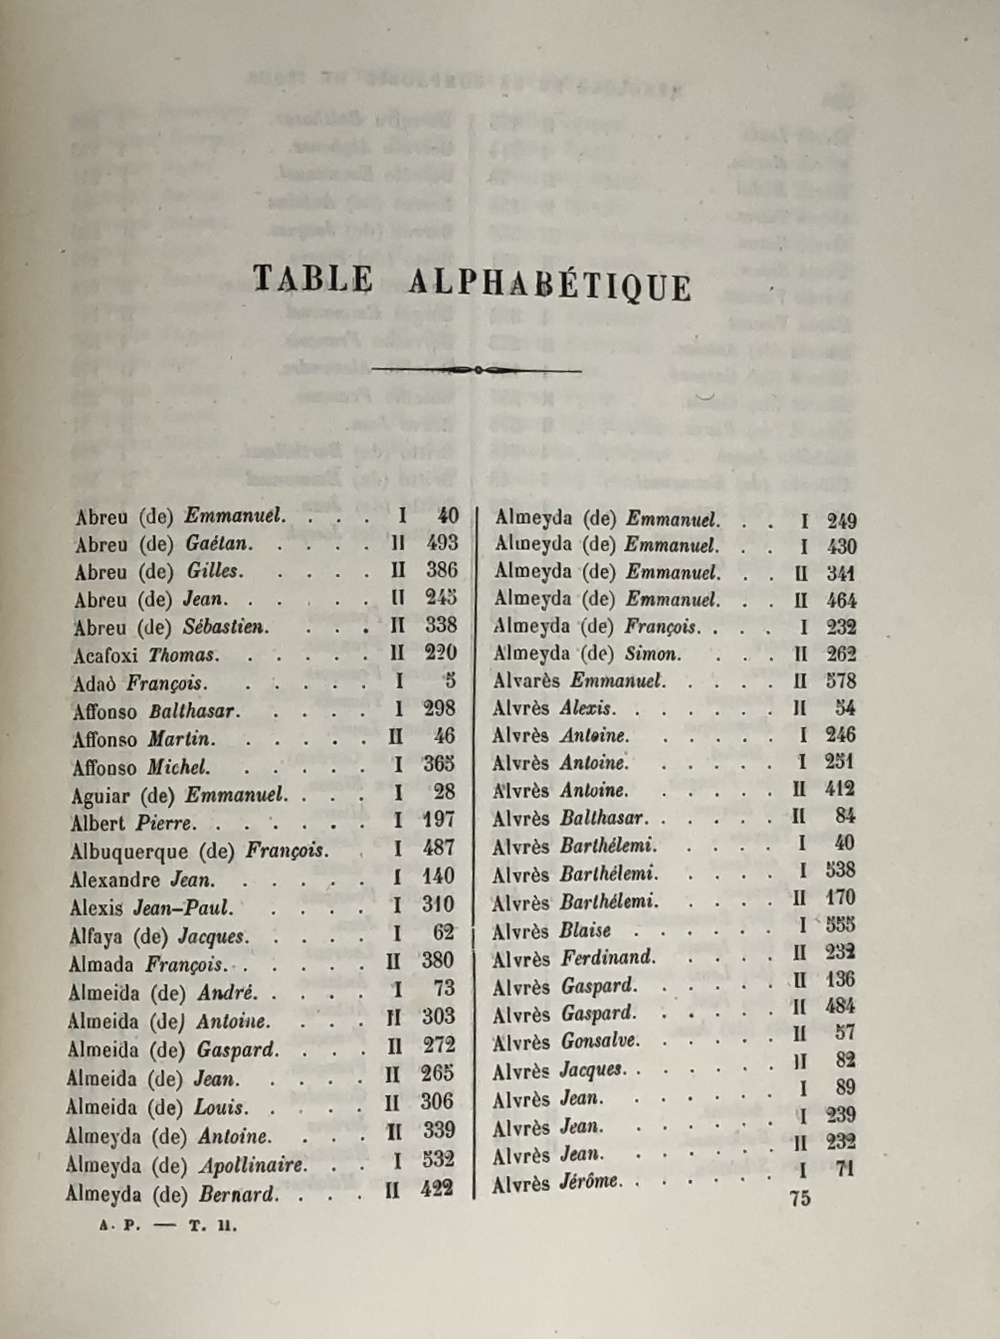 TABLE ALPHABÉTIQUE
Abreu (de) Emmanuel. . . . I 40
Abreu (de) Gaétan. . . . . II 493
Abreu (de) Gilles. . . . . II 386
Abreu (de) Jean. . . . . . II 245
Abreu (de) Sébastien. . . . II 338
Acafoxi Thomas. . . . . . II 220
Adaò François. . . . . . I 5
Affonso Balthasar. . . . . I 298
Affonso Martin. . . . . . II 46
Affonso Michel. . . . . . I 365
Aguiar (de) Emmanuel. . . . I 28
Albert Pierre. . . . . . . I 197
Albuquerque (de) François. . I 487
Alexandre Jean. . . . . . I 140
Alexis Jean-Paul. . . . . I 310
Alfaya (de) Jacques. . . . . I 62
Almada François. . . . . . II 380
Almeida (de) André. . . . . I 73
Almeida (de) Antoine. . . . II 303
Almeida (de) Gaspard. . . . II 272
Almeida (de) Jean. . . . . II 265
Almeida (de) Louis. . . . . II 306
Almeyda (de) Antoine. . . . II 339
Almeyda (de) Apollinaire. . . I 532
Almeyda (de) Bernard. . . . II 422
A. P. — T. II.
Almeyda (de) Emmanuel. . . I 249
Almeyda (de) Emmanuel. . . I 430
Almeyda (de) Emmanuel. . . II 341
Almeyda (de) Emmanuel. . . II 464
Almeyda (de) François. . . . I 232
Almeyda (de) Simon. . . . II 262
Alvarès Emmanuel. . . . . II 578
Alvrès Alexis. . . . . . . II 54
Alvrès Antoine. . . . . . I 246
Alvrès Antoine. . . . . . I 251
Alvrès Antoine. . . . . . II 412
Alvrès Balthasar. . . . . . II 84
Alvrès Barthélemi. . . . . I 40
Alvrès Barthélemi. . . . . I 538
Alvrès Barthélemi. . . . . II 170
Alvrès Blaise . . . . . . I 555
Alvrès Ferdinand. . . . . II 232
Alvrès Gaspard. . . . . . II 136
Alvrès Gaspard. . . . . . II 484
Alvrès Gonsalve. . . . . . II 57
Alvrès Jacques. . . . . . . II 82
Alvrès Jean. . . . . . . I 89
Alvrès Jean. . . . . . . I 239
Alvrès Jean. . . . . . . II 232
Alvrès Jérôme. . . . . . . I 71
75